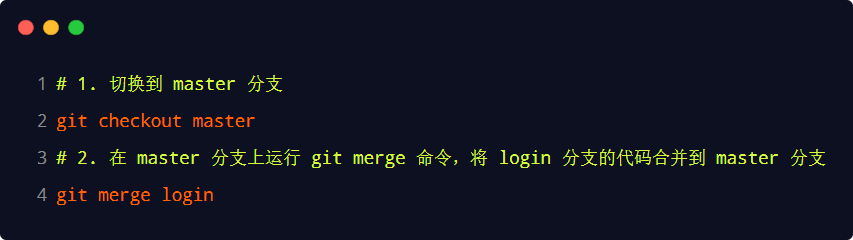 1 # 1. 切换到 master 分支
2 git checkout master
3 # 2. 在 master 分支上运行 git merge 命令，将 login 分支的代码合并到 master 分支
4 git merge login